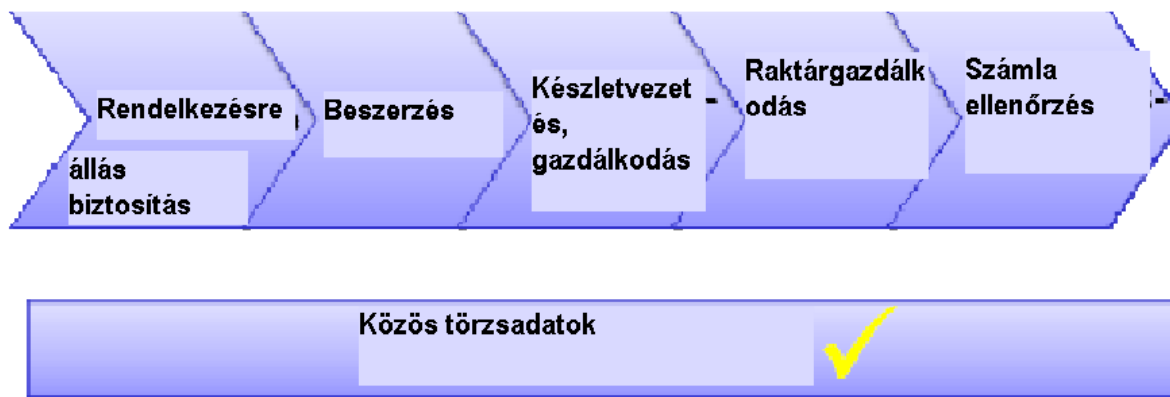 Rendelkezésre
állás
biztosítás
Beszerzés
Készletvezet
és,
gazdálkodás
Raktárgazdálk
odás
Számla
ellenőrzés
Közös törzsadatok